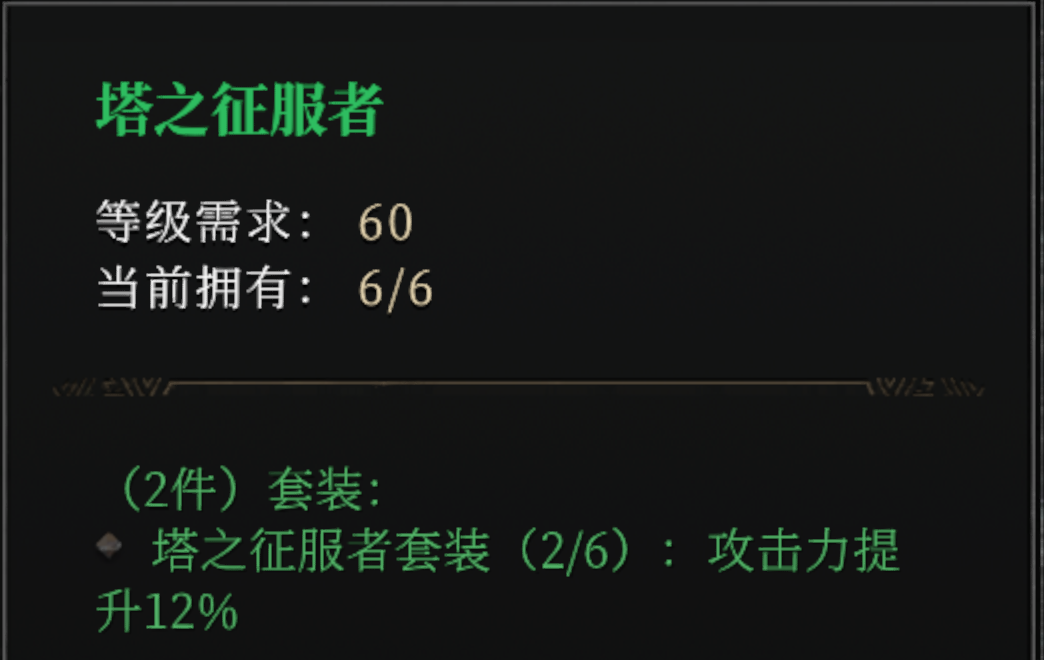 塔之征服者
等级需求： 60
当前拥有： 6/6
（2件）套装：
塔之征服者套装（2/6）：攻击力提
升12%